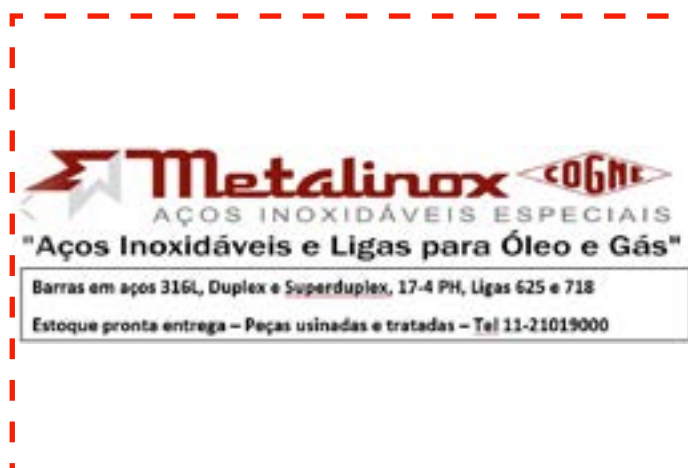 Metalinox COGNE
AÇOS INOXIDÁVEIS ESPECIAIS
"Aços Inoxidáveis e Ligas para Óleo e Gás"
Barras em aços 316L, Duplex e Superduplex, 17-4 PH, Ligas 625 e 718
Estoque pronta entrega – Peças usinadas e tratadas – Tel 11-21019000